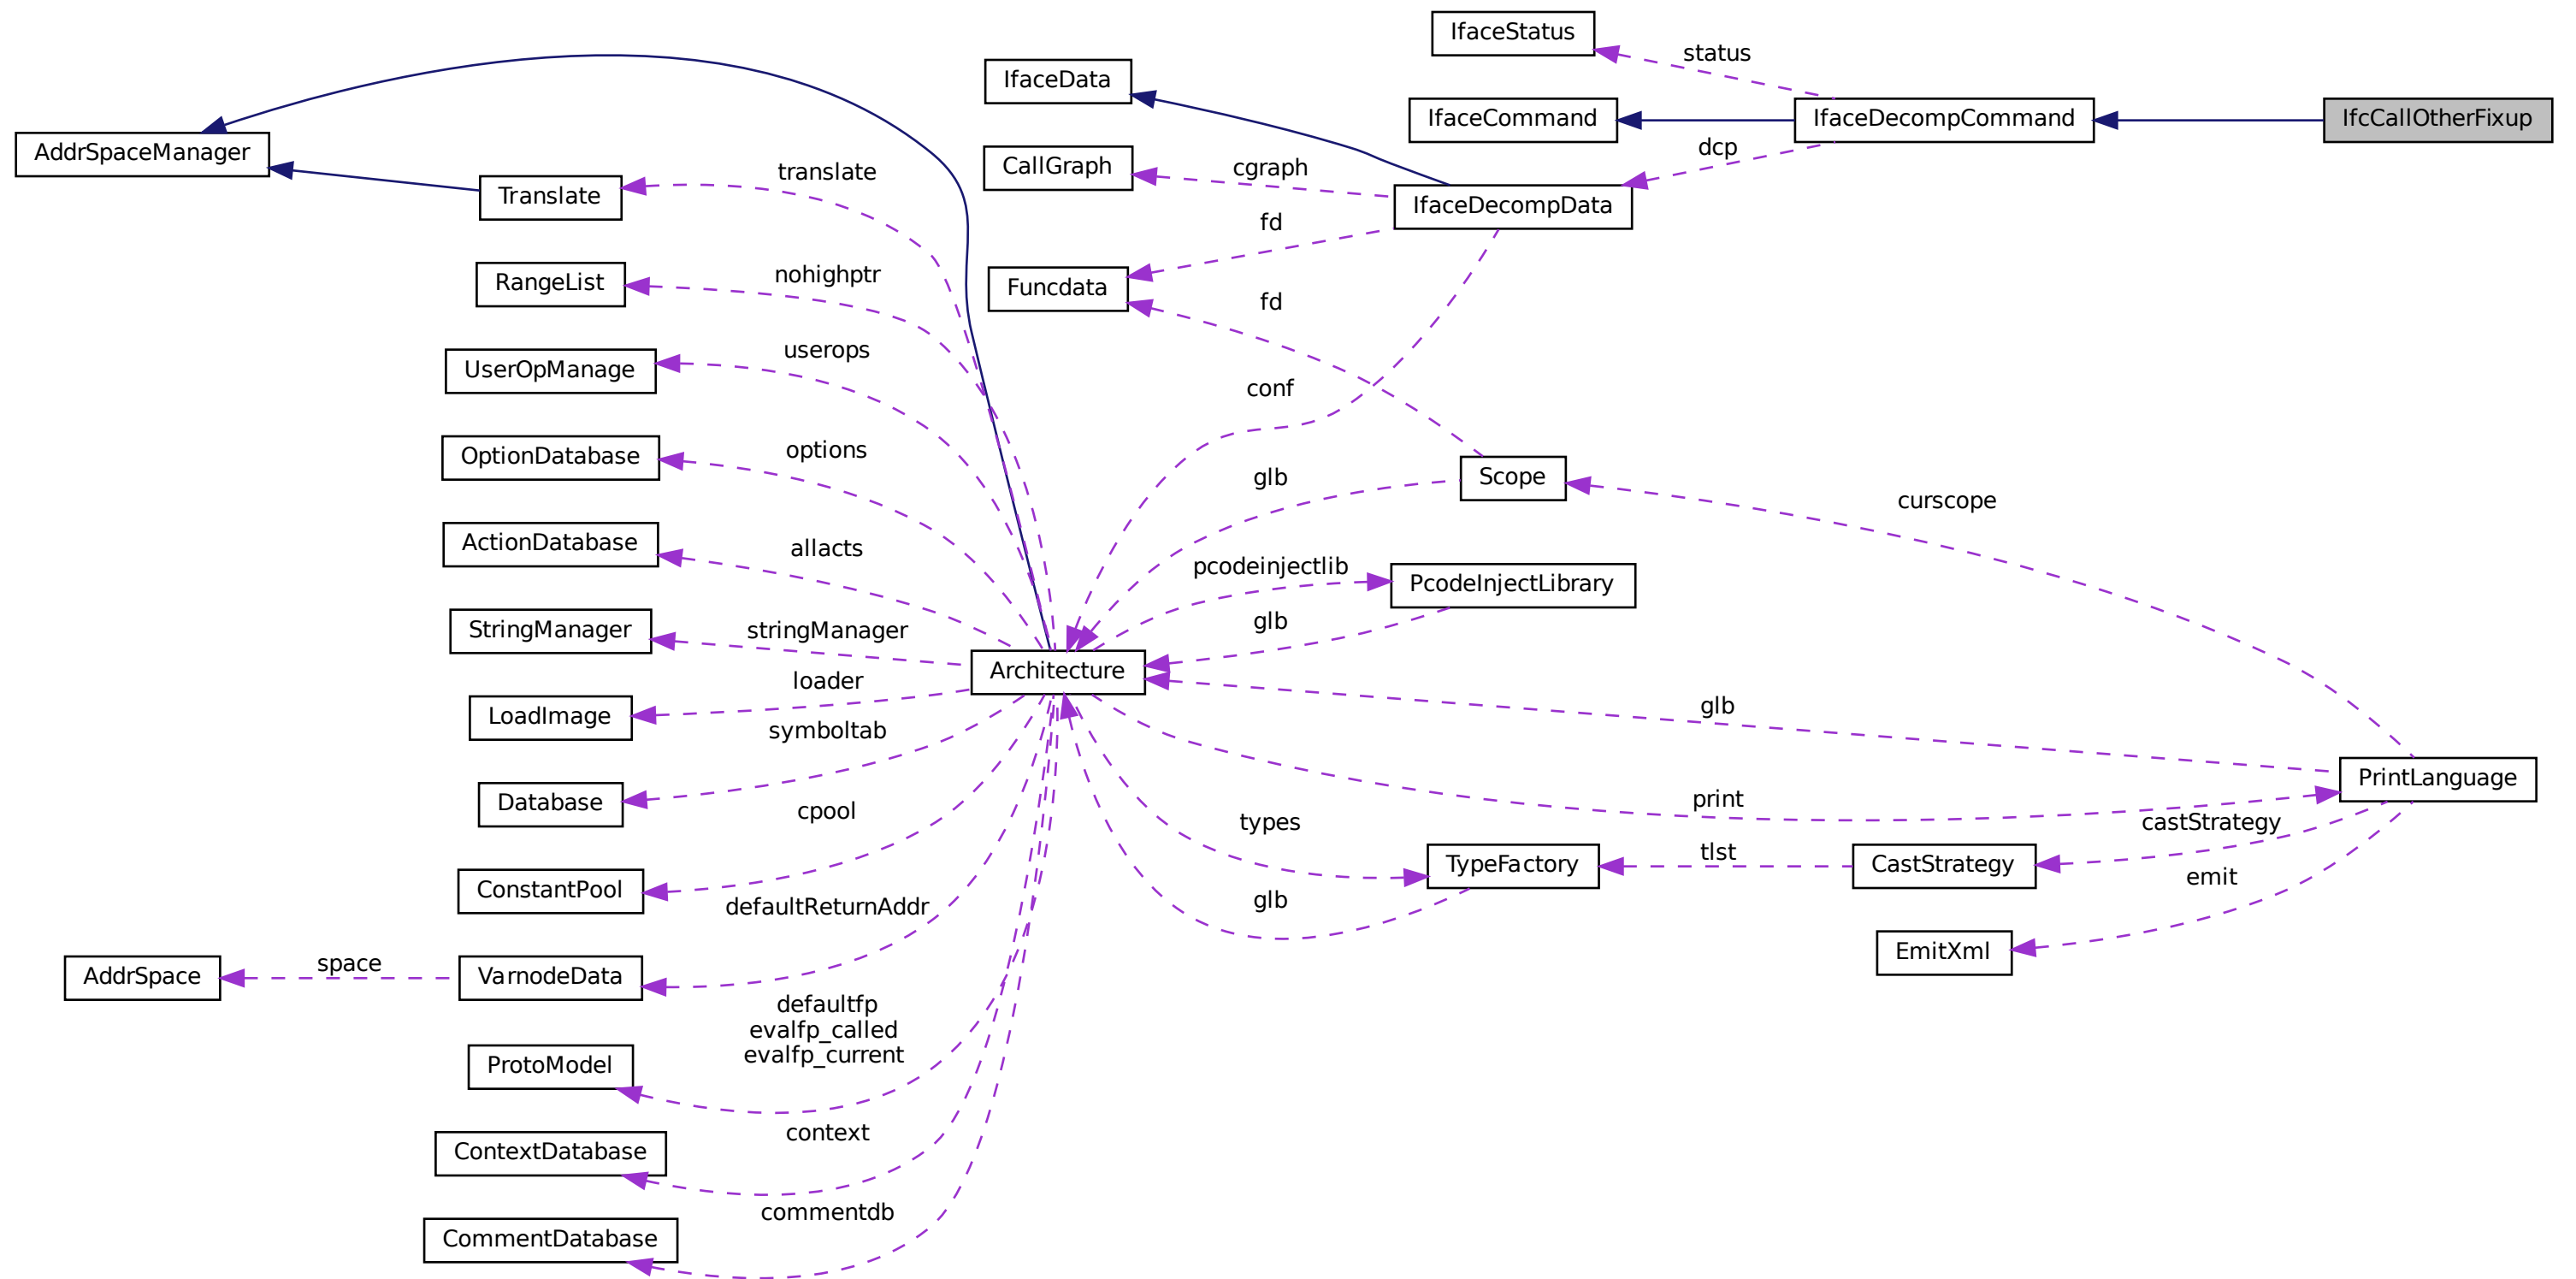 IfaceStatus
status
IfaceData
IfaceCommand
IfaceDecompCommand
IfcCallOtherFixup
AddrSpaceManager
CallGraph
cgraph
dcp
translate
Translate
IfaceDecompData
fd
RangeList
nohighptr
Funcdata
fd
userops
UserOpManage
conf
options
OptionDatabase
glb
Scope
curscope
ActionDatabase
allacts
pcodeinjectlib
PcodeInjectLibrary
StringManager
stringManager
glb
Architecture
loader
LoadImage
glb
symboltab
PrintLanguage
Database
cpool
print
types
castStrategy
TypeFactory
tlst
CastStrategy
ConstantPool
defaultReturnAddr
glb
emit
EmitXml
AddrSpace
space
VarnodeData
defaultfp
evalfp_called
evalfp_current
ProtoModel
context
ContextDatabase
commentdb
CommentDatabase